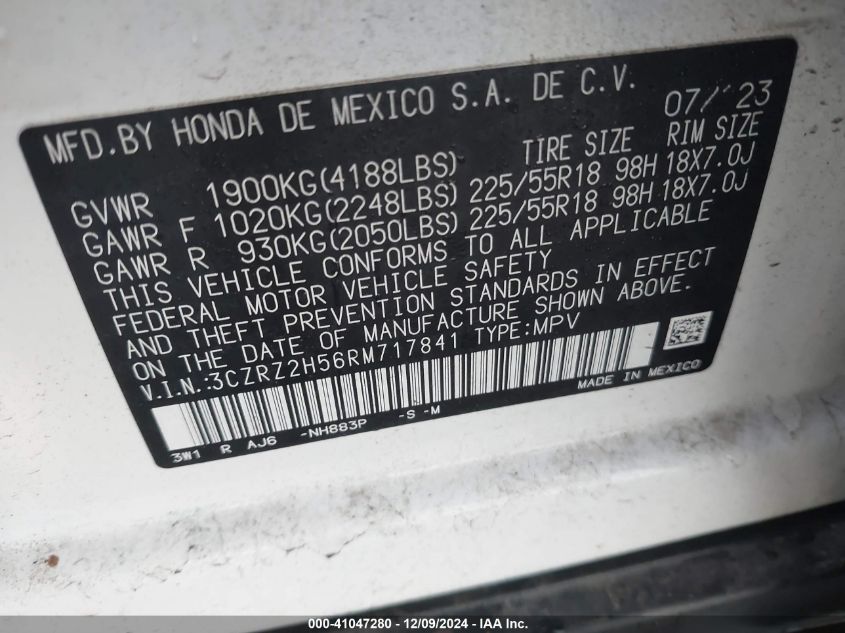 MFD.BY HONDA DE MEXICO S.A. DE C.V. 07/'23
TIRE SIZE RIM SIZE
GVWR 1900KG(4188LBS)
GAWR F 1020KG(2248LBS) 225/55R18 98H 18X7.0J
GAWR R 930KG(2050LBS) 225/55R18 98H 18X7.0J
THIS VEHICLE CONFORMS TO ALL APPLICABLE
FEDERAL MOTOR VEHICLE SAFETY
AND THEFT PREVENTION STANDARDS IN EFFECT
ON THE DATE OF MANUFACTURE SHOWN ABOVE.
V.I.N.:3CZRZ2H56RM717841 TYPE:MPV
MADE IN MEXICO
3W1 R AJ6 -NH883P -S -M
000-41047280 - 12/09/2024 - IAA Inc.